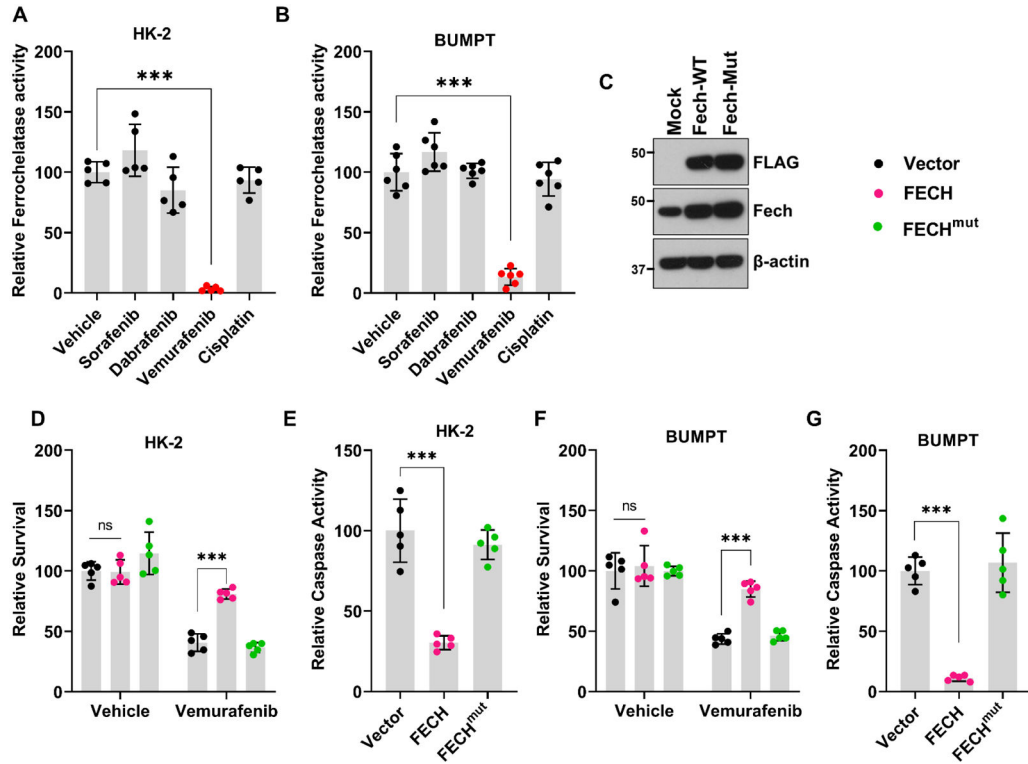 A
HK-2
Relative Ferrochelatase activity
200
150
100
50
0
***
Vehicle
Sorafenib
Dabrafenib
Vemurafenib
Cisplatin
B
BUMPT
Relative Ferrochelatase activity
200
150
100
50
0
***
Vehicle
Sorafenib
Dabrafenib
Vemurafenib
Cisplatin
C
Mock
Fech-WT
Fech-Mut
50
FLAG
50
Fech
37
β-actin
Vector
FECH
FECHmut
D
HK-2
Relative Survival
200
150
100
50
0
ns
***
Vehicle
Vemurafenib
E
HK-2
Relative Caspase Activity
150
100
50
0
***
Vector
FECH
FECHmut
F
BUMPT
Relative Survival
200
150
100
50
0
ns
***
Vehicle
Vemurafenib
G
BUMPT
Relative Caspase Activity
200
150
100
50
0
***
Vector
FECH
FECHmut